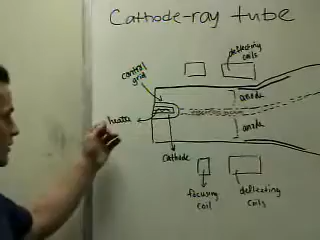 Cathode-ray tube
deflecting
coils
control
grid
anode
heater
anode
cathode
focusing
coil
deflecting
coils